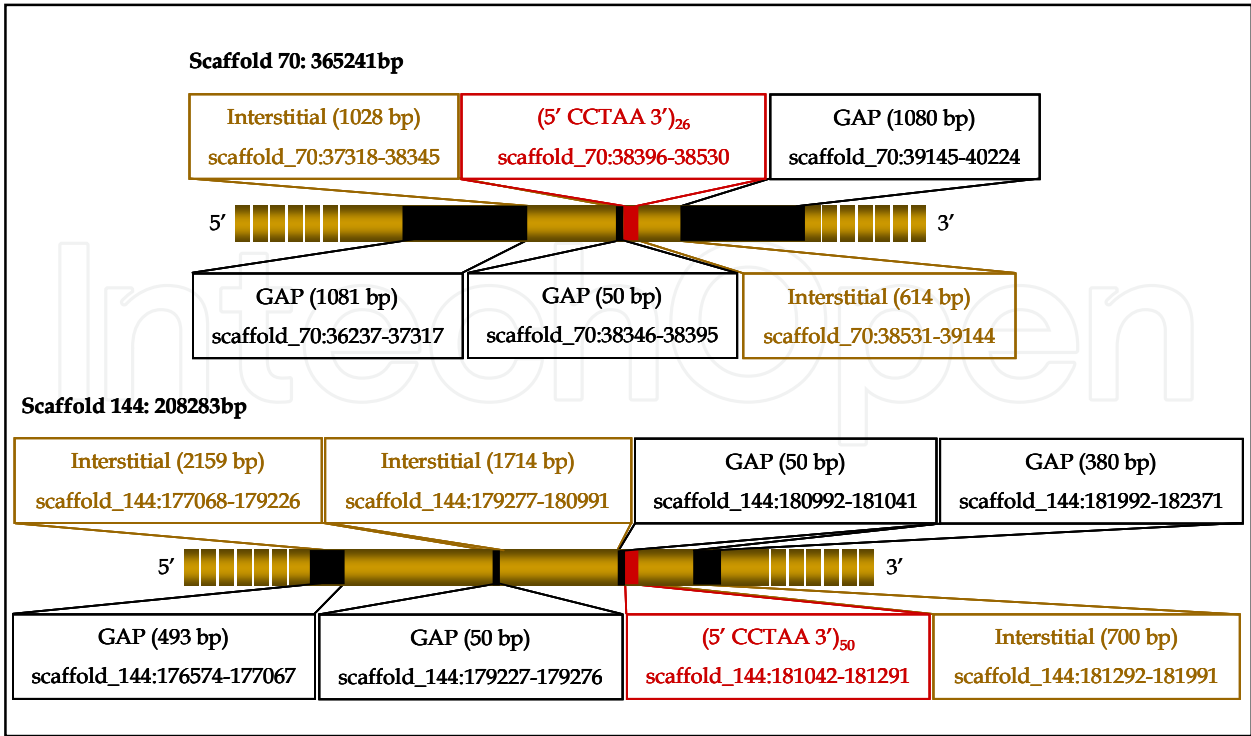 Scaffold 70: 365241bp
Interstitial (1028 bp)
scaffold_70:37318-38345
(5′ CCTAA 3′)26
scaffold_70:38396-38530
GAP (1080 bp)
scaffold_70:39145-40224
5′
3′
GAP (1081 bp)
scaffold_70:36237-37317
GAP (50 bp)
scaffold_70:38346-38395
Interstitial (614 bp)
scaffold_70:38531-39144
IntechOpen
Scaffold 144: 208283bp
Interstitial (2159 bp)
scaffold_144:177068-179226
Interstitial (1714 bp)
scaffold_144:179277-180991
GAP (50 bp)
scaffold_144:180992-181041
GAP (380 bp)
scaffold_144:181992-182371
5′
3′
GAP (493 bp)
scaffold_144:176574-177067
GAP (50 bp)
scaffold_144:179227-179276
(5′ CCTAA 3′)50
scaffold_144:181042-181291
Interstitial (700 bp)
scaffold_144:181292-181991